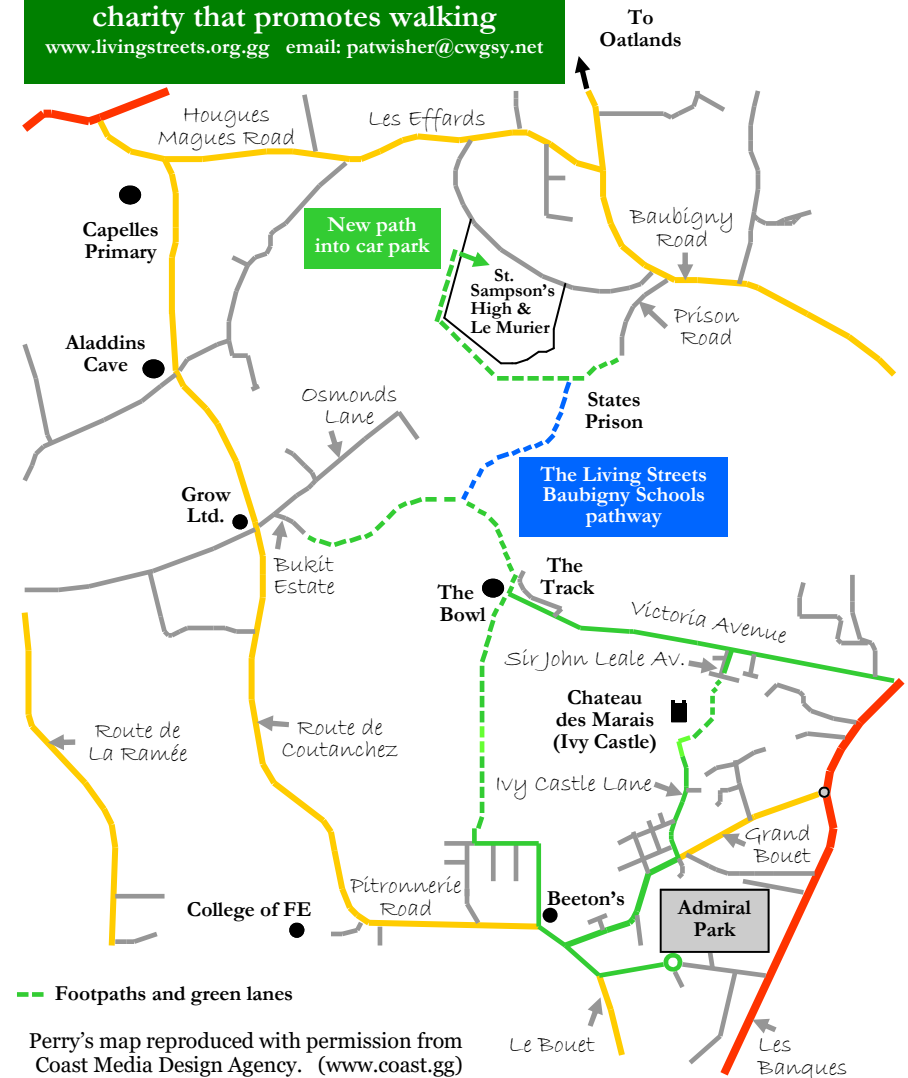 charity that promotes walking
www.livingstreets.org.gg   email: patwisher@cwgsy.net
To
Oatlands
Hougues
Magues Road
Les Effards
Capelles
Primary
New path
into car park
Baubigny
Road
St.
Sampson's
High &
Le Murier
Prison
Road
Aladdins
Cave
Osmonds
Lane
States
Prison
The Living Streets
Baubigny Schools
pathway
Grow
Ltd.
Bukit
Estate
The
Track
The
Bowl
Victoria Avenue
Sir John Leale Av.
Chateau
des Marais
(Ivy Castle)
Route de
La Ramée
Route de
Coutanchez
Ivy Castle Lane
Grand
Bouet
Pitronnerie
Road
College of FE
Beeton's
Admiral
Park
Footpaths and green lanes
Le Bouet
Les
Banques
Perry's map reproduced with permission from
Coast Media Design Agency.   (www.coast.gg)